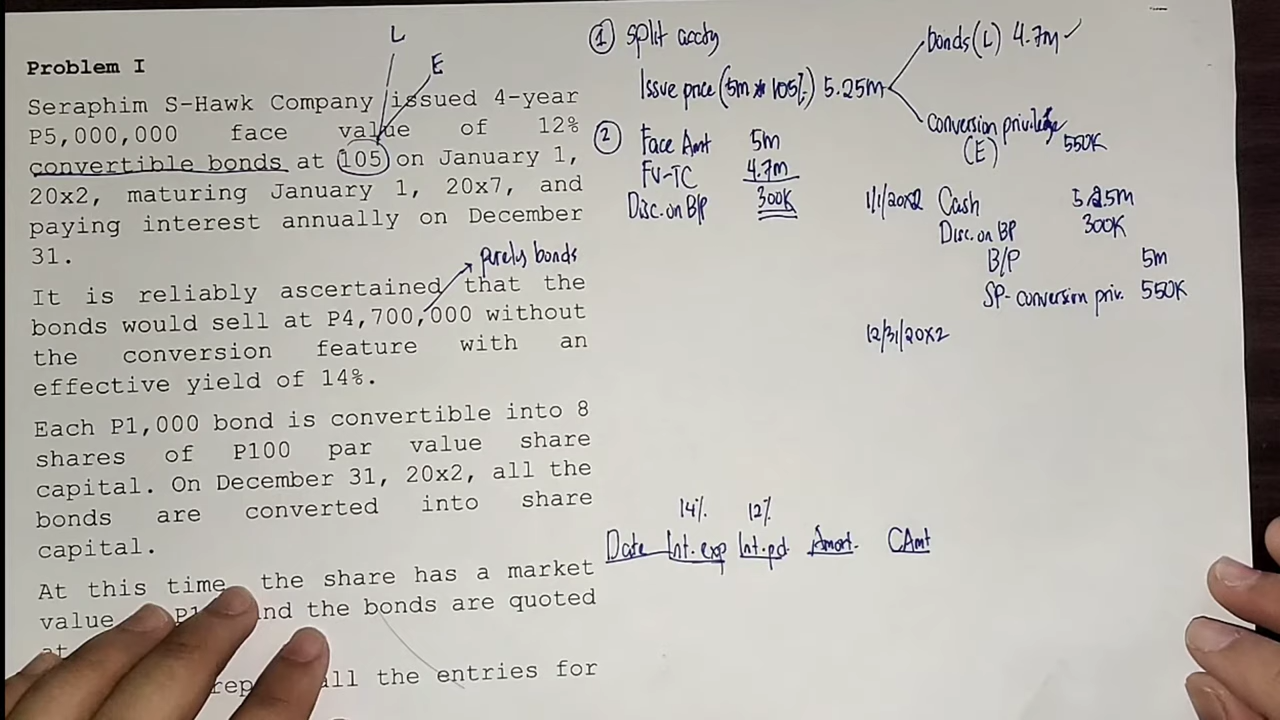 Problem I
L
E
Seraphim S-Hawk Company issued 4-year
P5,000,000 face value of 12%
convertible bonds at 105 on January 1,
20x2, maturing January 1, 20x7, and
paying interest annually on December
31.
purely bonds
It is reliably ascertained that the
bonds would sell at P4,700,000 without
the conversion feature with an
effective yield of 14%.
Each P1,000 bond is convertible into 8
shares of P100 par value share
capital. On December 31, 20x2, all the
bonds are converted into share
capital.
At this time, the share has a market
value and the bonds are quoted
at
all the entries for
① split acctg
Issue price (5m * 105%) 5.25m
bonds (L) 4.7m ✓
conversion privilege
(E) 550K
② Face Amt 5m
FV-TC 4.7m
Disc. on B/P 300K
1/1/20x2 Cash 5.25m
Disc. on BP 300K
B/P 5m
SP- conversion priv. 550K
12/31/20x2
14% 12%
Date Int. exp Int. pd Amort. CAmt